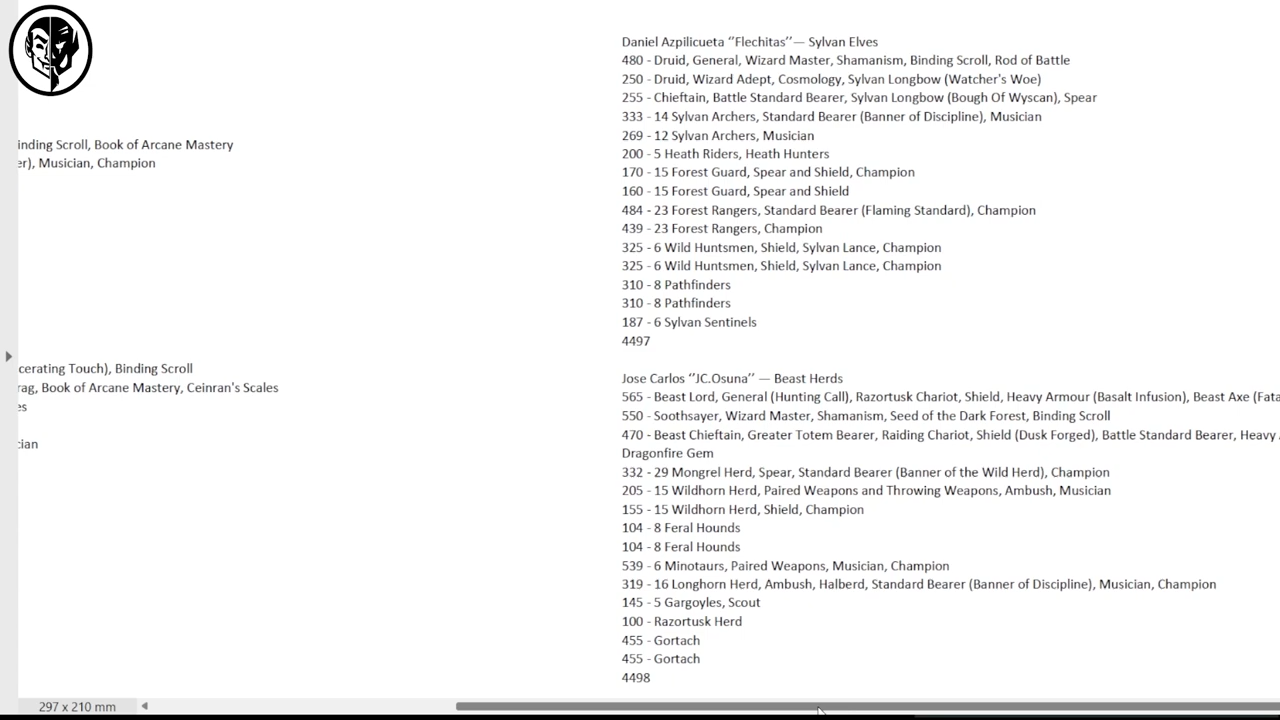 inding Scroll, Book of Arcane Mastery
er), Musician, Champion
cerating Touch), Binding Scroll
rag, Book of Arcane Mastery, Ceinran's Scales
es
cian
Daniel Azpilicueta “Flechitas”— Sylvan Elves
480 - Druid, General, Wizard Master, Shamanism, Binding Scroll, Rod of Battle
250 - Druid, Wizard Adept, Cosmology, Sylvan Longbow (Watcher's Woe)
255 - Chieftain, Battle Standard Bearer, Sylvan Longbow (Bough Of Wyscan), Spear
333 - 14 Sylvan Archers, Standard Bearer (Banner of Discipline), Musician
269 - 12 Sylvan Archers, Musician
200 - 5 Heath Riders, Heath Hunters
170 - 15 Forest Guard, Spear and Shield, Champion
160 - 15 Forest Guard, Spear and Shield
484 - 23 Forest Rangers, Standard Bearer (Flaming Standard), Champion
439 - 23 Forest Rangers, Champion
325 - 6 Wild Huntsmen, Shield, Sylvan Lance, Champion
325 - 6 Wild Huntsmen, Shield, Sylvan Lance, Champion
310 - 8 Pathfinders
310 - 8 Pathfinders
187 - 6 Sylvan Sentinels
4497
Jose Carlos “JC.Osuna” — Beast Herds
565 - Beast Lord, General (Hunting Call), Razortusk Chariot, Shield, Heavy Armour (Basalt Infusion), Beast Axe (Fata
550 - Soothsayer, Wizard Master, Shamanism, Seed of the Dark Forest, Binding Scroll
470 - Beast Chieftain, Greater Totem Bearer, Raiding Chariot, Shield (Dusk Forged), Battle Standard Bearer, Heavy
Dragonfire Gem
332 - 29 Mongrel Herd, Spear, Standard Bearer (Banner of the Wild Herd), Champion
205 - 15 Wildhorn Herd, Paired Weapons and Throwing Weapons, Ambush, Musician
155 - 15 Wildhorn Herd, Shield, Champion
104 - 8 Feral Hounds
104 - 8 Feral Hounds
539 - 6 Minotaurs, Paired Weapons, Musician, Champion
319 - 16 Longhorn Herd, Ambush, Halberd, Standard Bearer (Banner of Discipline), Musician, Champion
145 - 5 Gargoyles, Scout
100 - Razortusk Herd
455 - Gortach
455 - Gortach
4498
297 x 210 mm